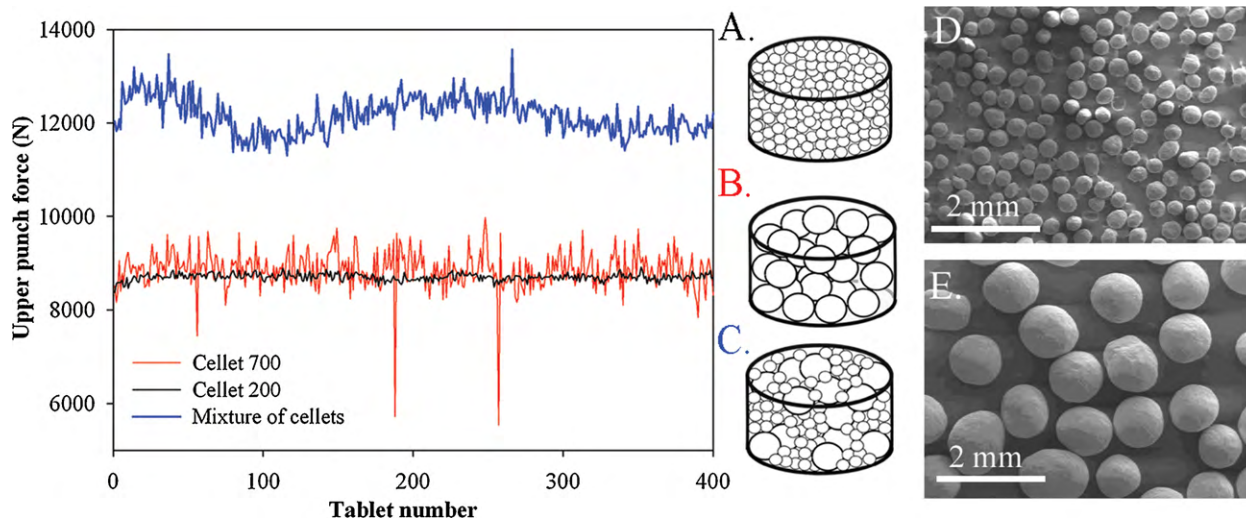 14000
12000
10000
8000
6000
Upper punch force (N)
0
100
200
300
400
Tablet number
Cellet 700
Cellet 200
Mixture of cellets
A.
B.
C.
D.
2 mm
E.
2 mm